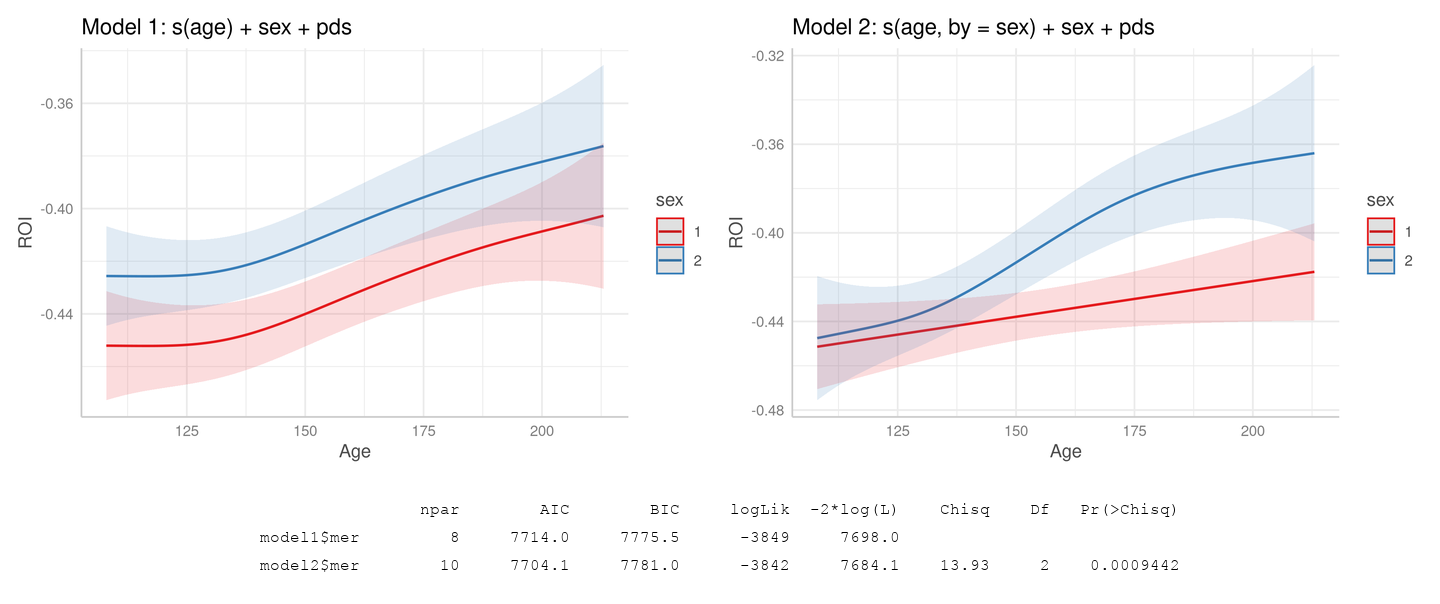 Model 1: s(age) + sex + pds
-0.36
-0.40
-0.44
ROI
125 150 175 200
Age
sex
1
2
Model 2: s(age, by = sex) + sex + pds
-0.32
-0.36
-0.40
-0.44
-0.48
ROI
125 150 175 200
Age
sex
1
2
npar AIC BIC logLik -2*log(L) Chisq Df Pr(>Chisq)
model1$mer 8 7714.0 7775.5 -3849 7698.0
model2$mer 10 7704.1 7781.0 -3842 7684.1 13.93 2 0.0009442